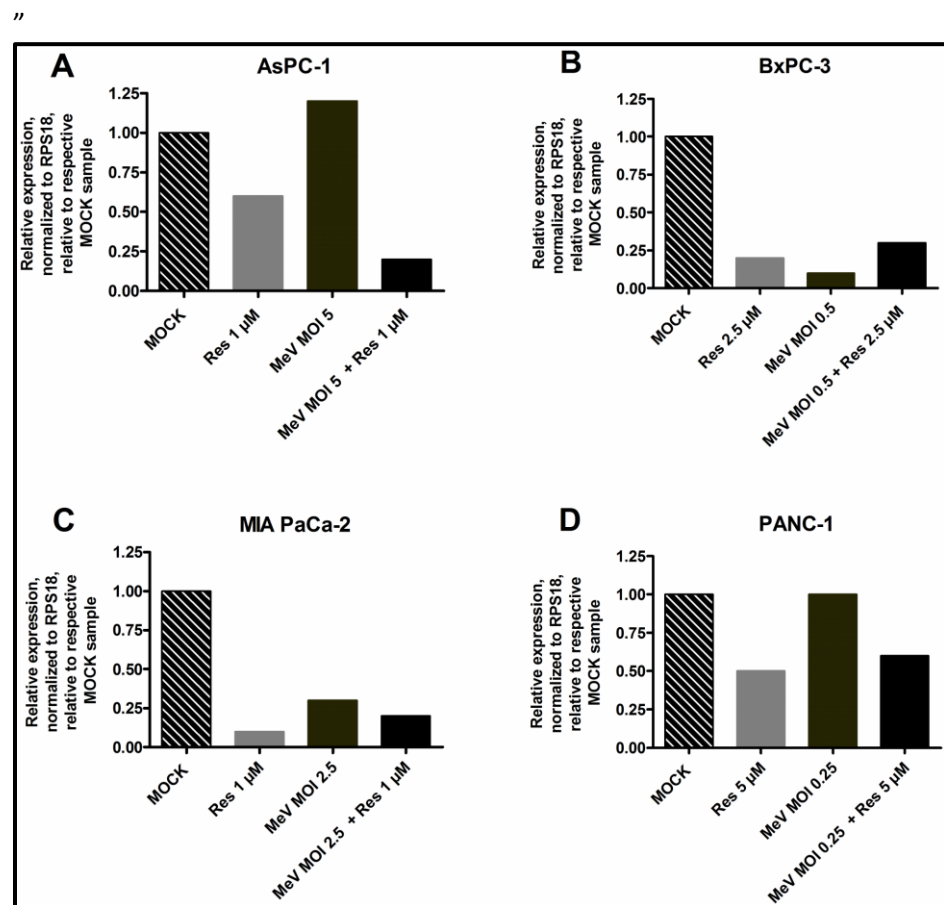 ”
A
AsPC-1
Relative expression,
normalized to RPS18,
relative to respective
MOCK sample
1.25
1.00
0.75
0.50
0.25
0.00
MOCK
Res 1 µM
MeV MOI 5
MeV MOI 5 + Res 1 µM
B
BxPC-3
Relative expression,
normalized to RPS18,
relative to respective
MOCK sample
1.25
1.00
0.75
0.50
0.25
0.00
MOCK
Res 2.5 µM
MeV MOI 0.5
MeV MOI 0.5 + Res 2.5 µM
C
MIA PaCa-2
Relative expression,
normalized to RPS18,
relative to respective
MOCK sample
1.25
1.00
0.75
0.50
0.25
0.00
MOCK
Res 1 µM
MeV MOI 2.5
MeV MOI 2.5 + Res 1 µM
D
PANC-1
Relative expression,
normalized to RPS18,
relative to respective
MOCK sample
1.25
1.00
0.75
0.50
0.25
0.00
MOCK
Res 5 µM
MeV MOI 0.25
MeV MOI 0.25 + Res 5 µM